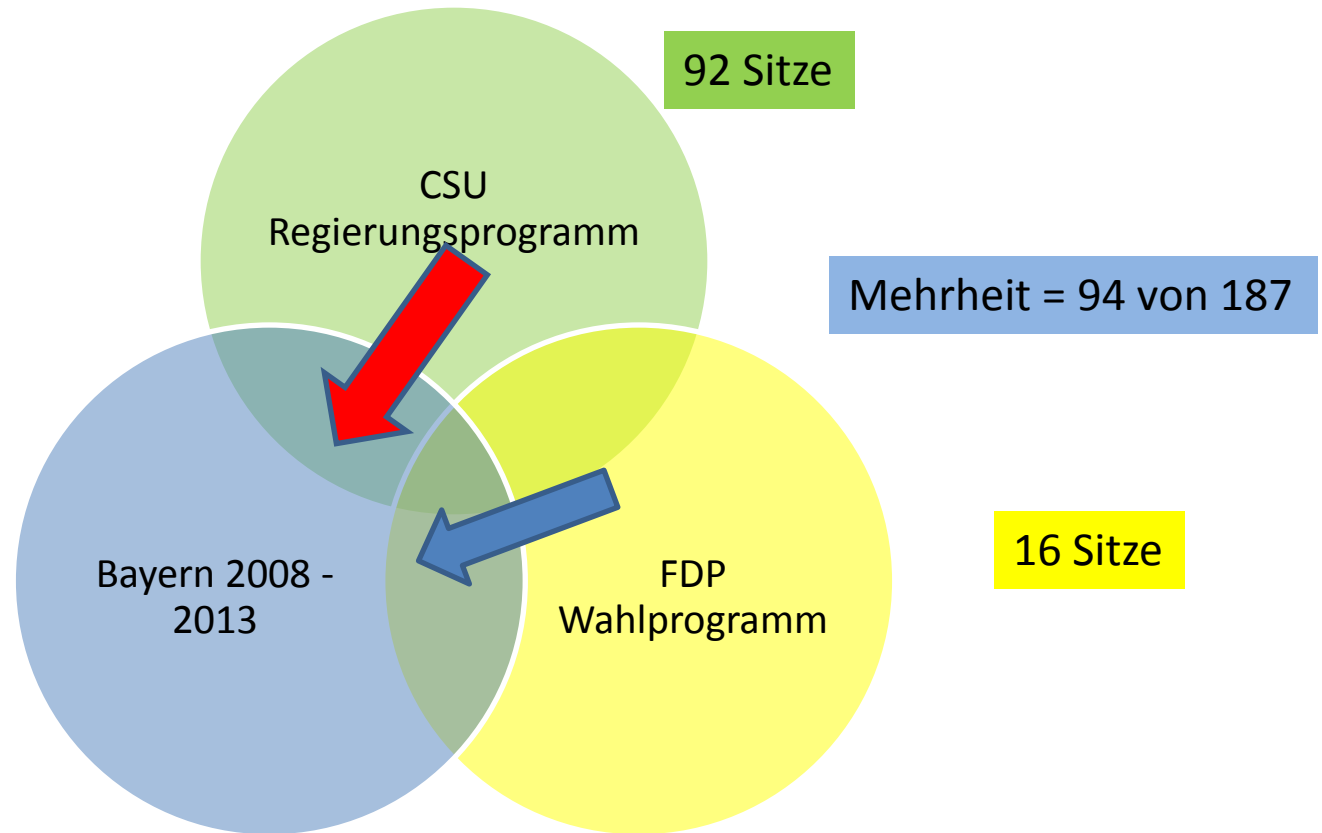 92 Sitze
CSU
Regierungsprogramm
Mehrheit = 94 von 187
16 Sitze
Bayern 2008 -
2013
FDP
Wahlprogramm